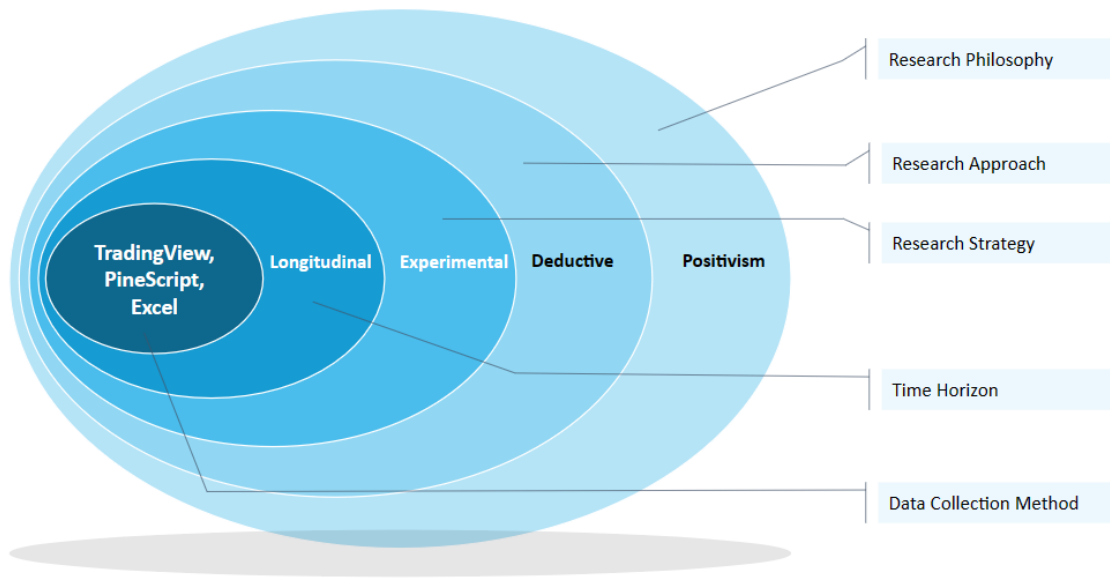 Research Philosophy
Research Approach
Research Strategy
TradingView,
PineScript,
Excel
Longitudinal
Experimental
Deductive
Positivism
Time Horizon
Data Collection Method